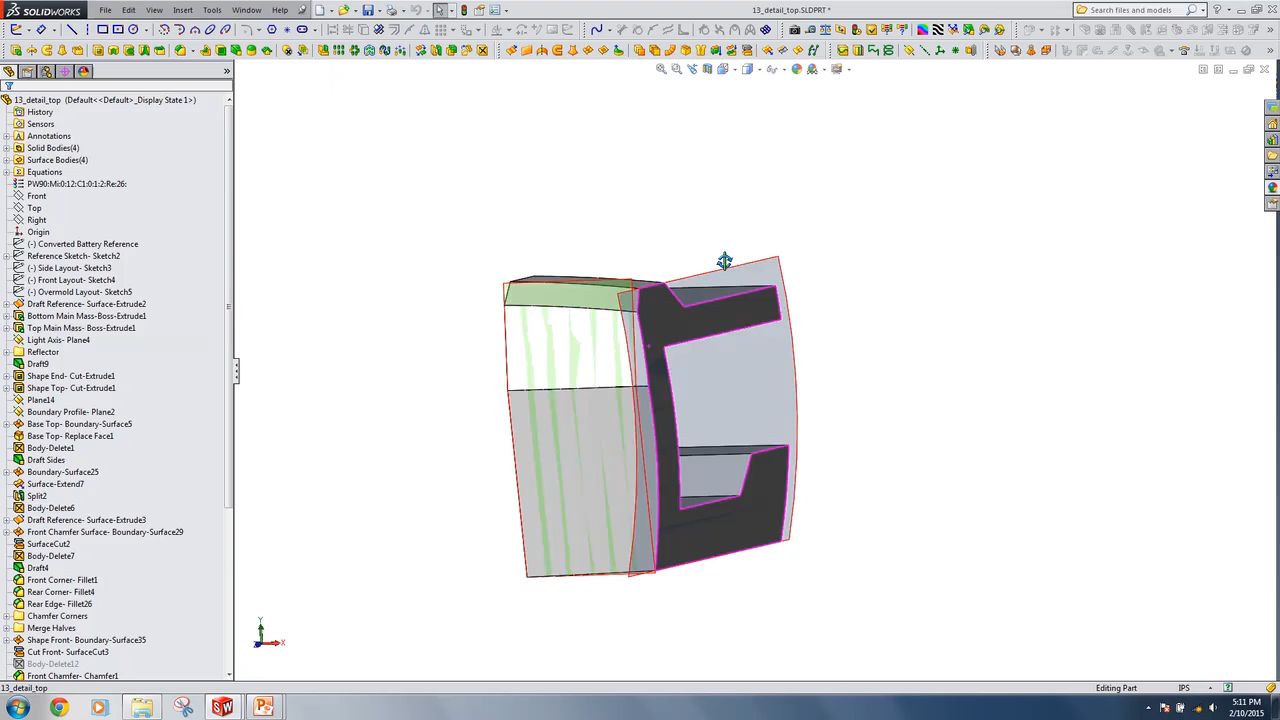 SOLIDWORKS
File Edit View Insert Tools Window Help
13_detail_top.SLDPRT *
Search files and models
13_detail_top (Default<<Default>_Display State 1>)
History
Sensors
Annotations
Solid Bodies(4)
Surface Bodies(4)
Equations
PW90:Mi:0:12:C1:0:1:2:Re:26:
Front
Top
Right
Origin
(-) Converted Battery Reference
Reference Sketch- Sketch2
(-) Side Layout- Sketch3
(-) Front Layout- Sketch4
(-) Overmold Layout- Sketch5
Draft Reference- Surface-Extrude2
Bottom Main Mass-Boss-Extrude1
Top Main Mass- Boss-Extrude1
Light Axis- Plane4
Reflector
Draft9
Shape End- Cut-Extrude1
Shape Top- Cut-Extrude1
Plane14
Boundary Profile- Plane2
Base Top- Boundary-Surface5
Base Top- Replace Face1
Body-Delete1
Draft Sides
Boundary-Surface25
Surface-Extend7
Split2
Body-Delete6
Draft Reference- Surface-Extrude3
Front Chamfer Surface- Boundary-Surface29
SurfaceCut2
Body-Delete7
Draft4
Front Corner- Fillet1
Rear Corner- Fillet4
Rear Edge- Fillet26
Chamfer Corners
Merge Halves
Shape Front- Boundary-Surface35
Cut Front- SurfaceCut3
Body-Delete12
Front Chamfer- Chamfer1
Y
X
13_detail_top
Editing Part
IPS
5:11 PM
2/10/2015